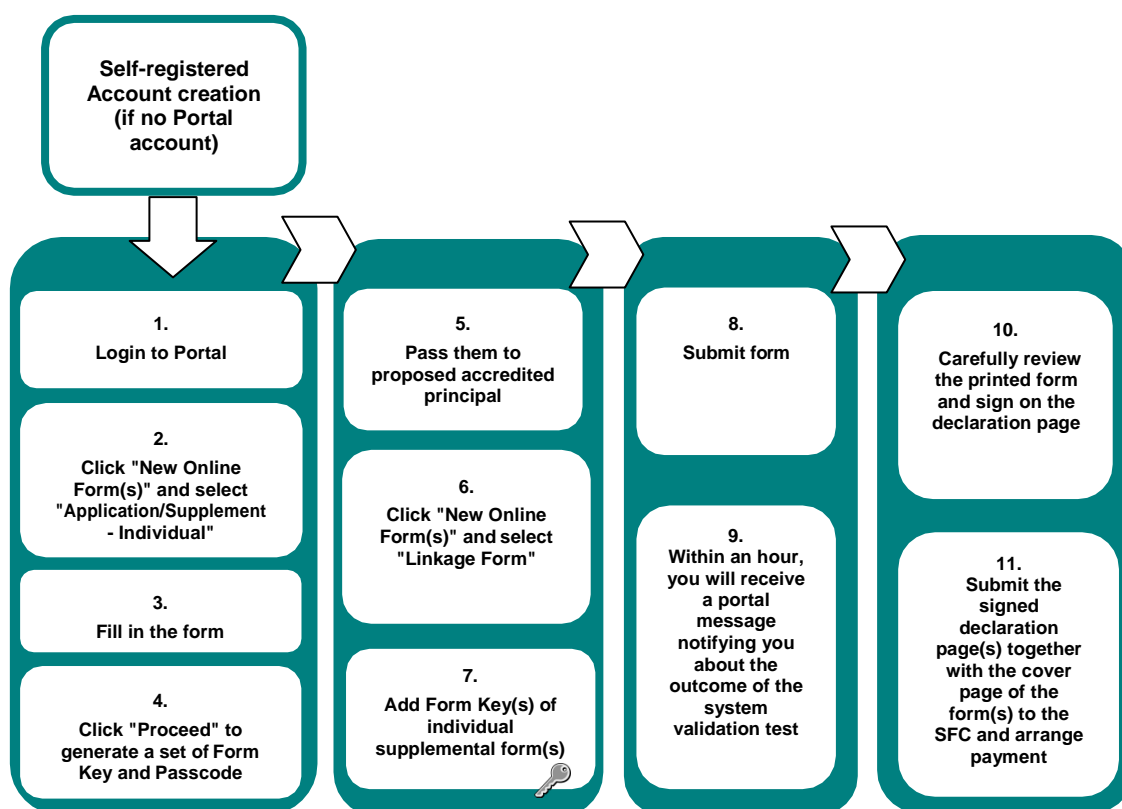 Self-registered
Account creation
(if no Portal
account)
1.
Login to Portal
2.
Click "New Online
Form(s)" and select
"Application/Supplement
- Individual"
3.
Fill in the form
4.
Click "Proceed" to
generate a set of Form
Key and Passcode
5.
Pass them to
proposed accredited
principal
6.
Click "New Online
Form(s)" and select
"Linkage Form"
7.
Add Form Key(s) of
individual
supplemental form(s)
8.
Submit form
9.
Within an hour,
you will receive
a portal
message
notifying you
about the
outcome of the
system
validation test
10.
Carefully review
the printed form
and sign on the
declaration page
11.
Submit the
signed
declaration
page(s) together
with the cover
page of the
form(s) to the
SFC and arrange
payment